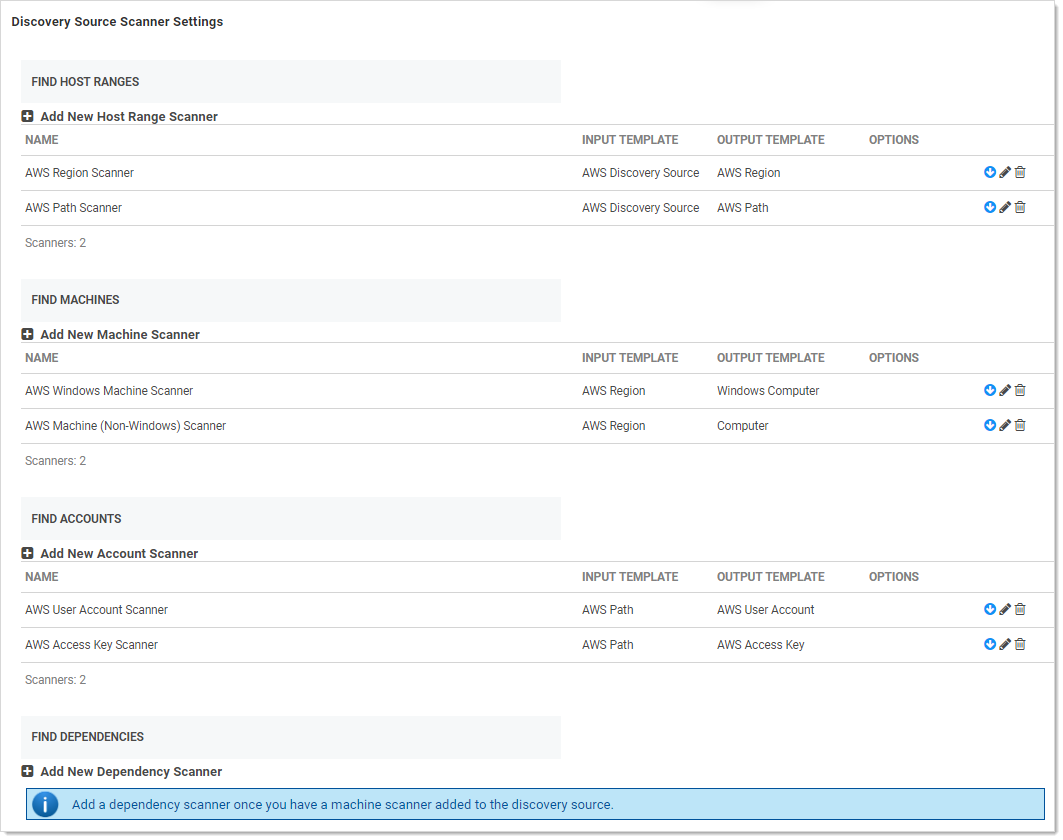 Discovery Source Scanner Settings
FIND HOST RANGES
Add New Host Range Scanner
NAME INPUT TEMPLATE OUTPUT TEMPLATE OPTIONS
AWS Region Scanner AWS Discovery Source AWS Region
AWS Path Scanner AWS Discovery Source AWS Path
Scanners: 2
FIND MACHINES
Add New Machine Scanner
NAME INPUT TEMPLATE OUTPUT TEMPLATE OPTIONS
AWS Windows Machine Scanner AWS Region Windows Computer
AWS Machine (Non-Windows) Scanner AWS Region Computer
Scanners: 2
FIND ACCOUNTS
Add New Account Scanner
NAME INPUT TEMPLATE OUTPUT TEMPLATE OPTIONS
AWS User Account Scanner AWS Path AWS User Account
AWS Access Key Scanner AWS Path AWS Access Key
Scanners: 2
FIND DEPENDENCIES
Add New Dependency Scanner
Add a dependency scanner once you have a machine scanner added to the discovery source.